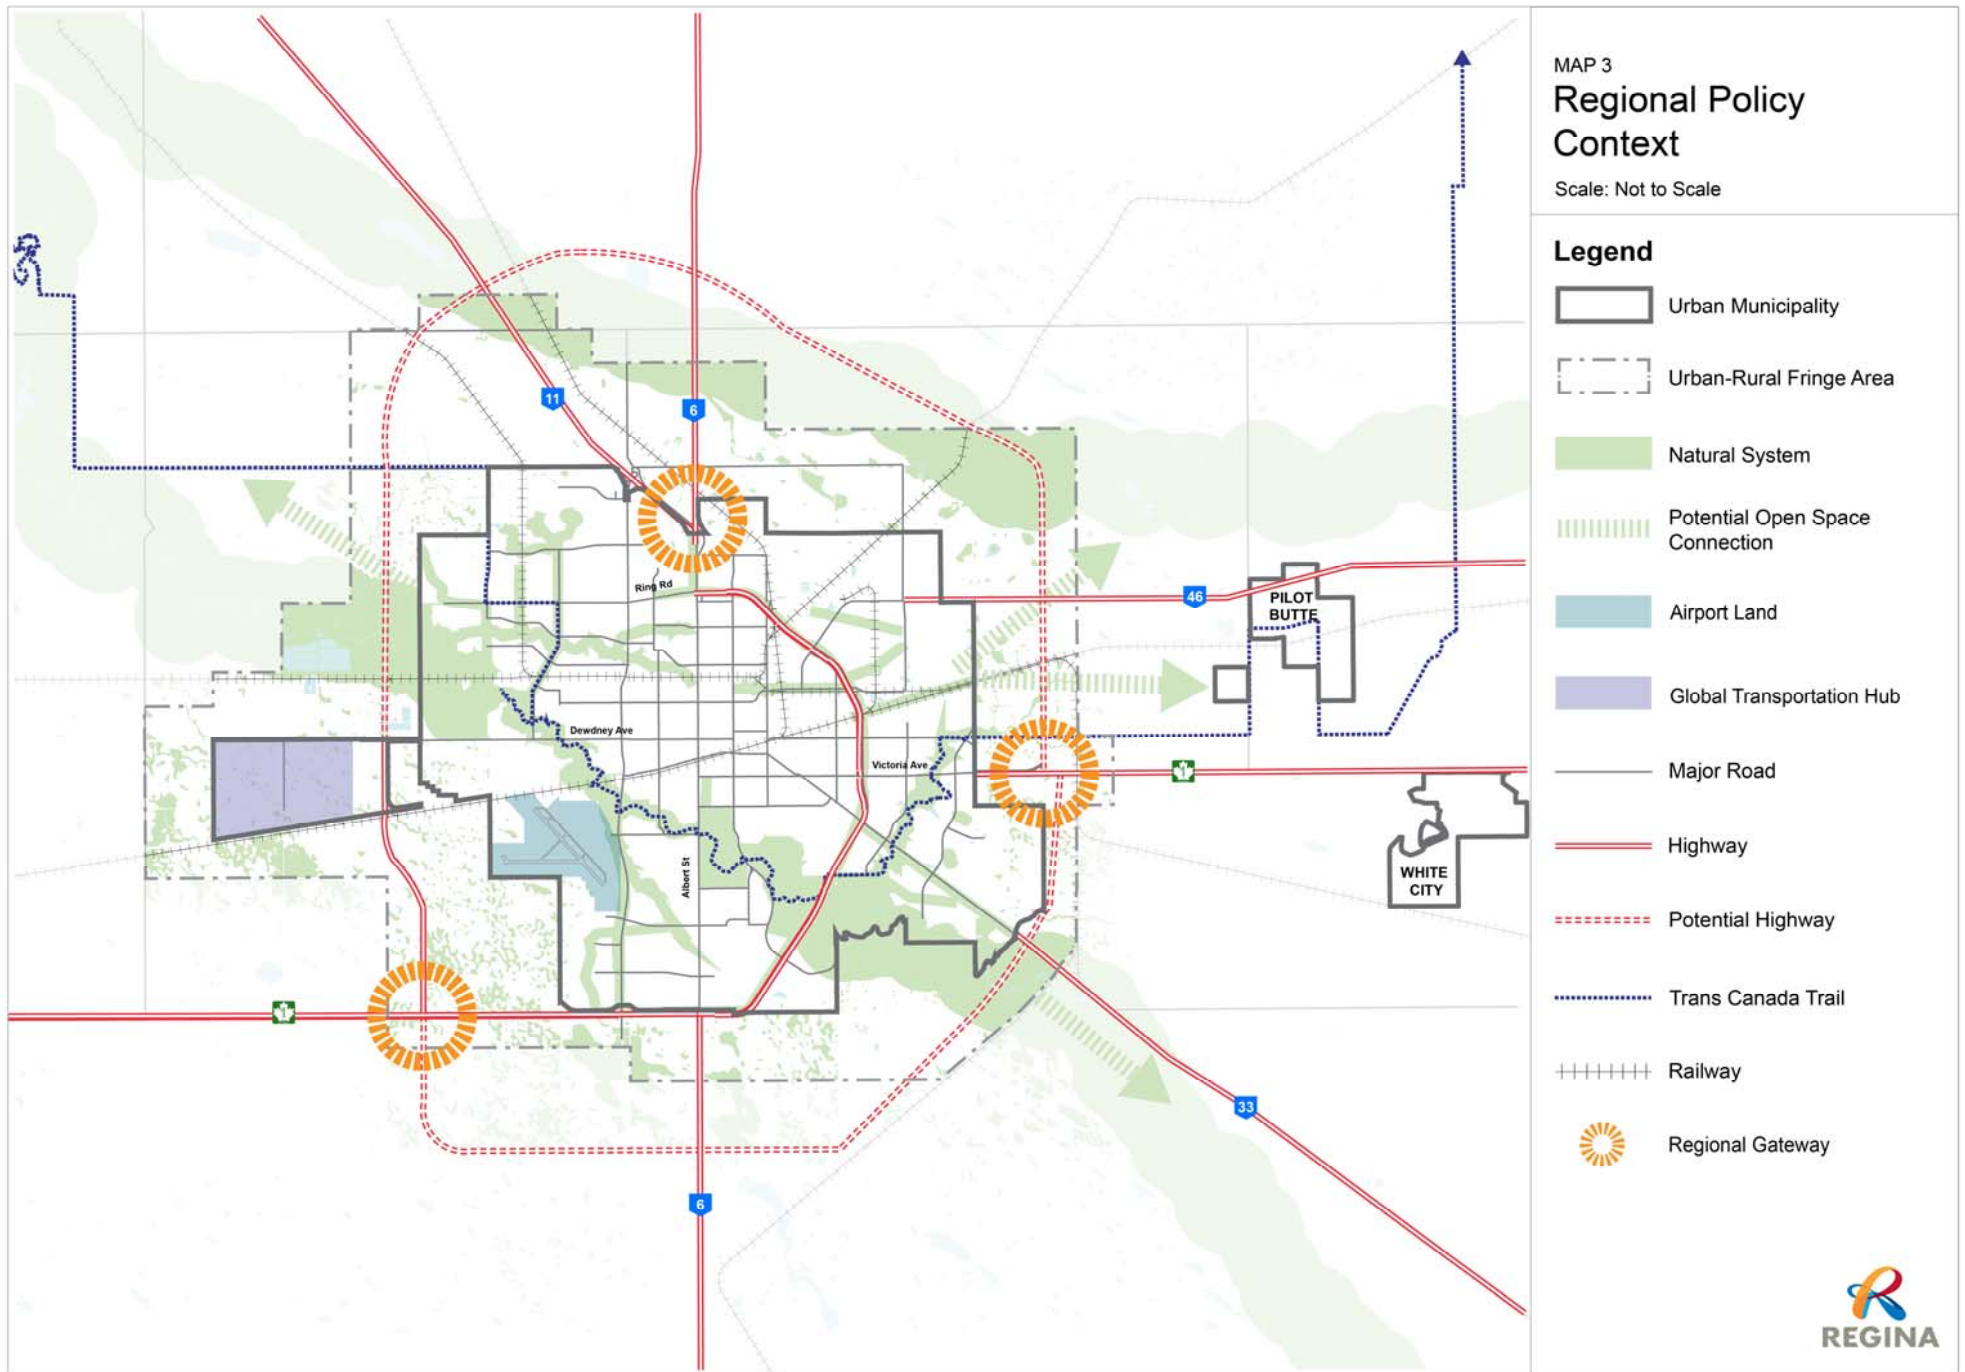 MAP 3
Regional Policy
Context
Scale: Not to Scale
Legend
Urban Municipality
Urban-Rural Fringe Area
Natural System
Potential Open Space
Connection
Airport Land
Global Transportation Hub
Major Road
Highway
Potential Highway
Trans Canada Trail
Railway
Regional Gateway
REGINA
11
6
Ring Rd
46
PILOT
BUTTE
Dewdney Ave
Victoria Ave
1
Albert St
WHITE
CITY
1
33
6